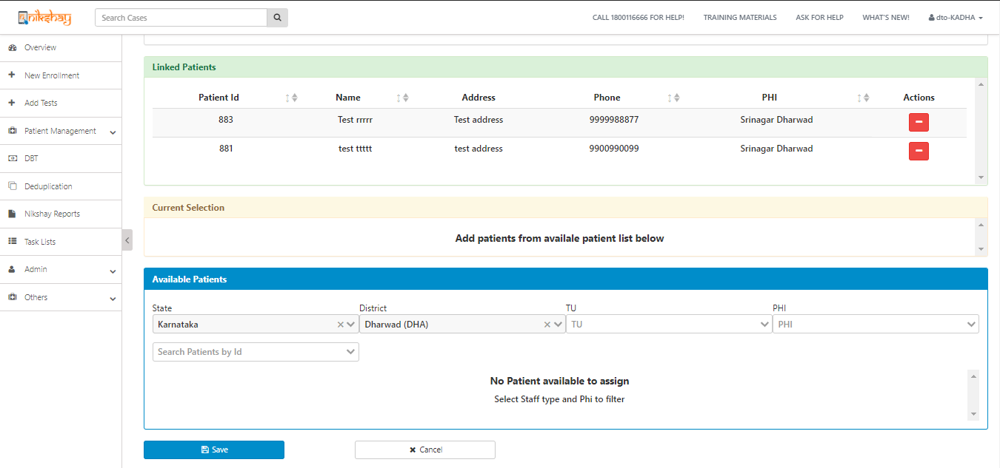 nikshay
Search Cases
CALL 1800116666 FOR HELP! TRAINING MATERIALS ASK FOR HELP WHAT'S NEW! dto-KADHA
Overview
New Enrollment
Add Tests
Patient Management
DBT
Deduplication
Nikshay Reports
Task Lists
Admin
Others
Linked Patients
Patient Id Name Address Phone PHI Actions
883 Test rrrrr Test address 9999988877 Srinagar Dharwad
881 test ttttt test address 9900990099 Srinagar Dharwad
Current Selection
Add patients from availale patient list below
Available Patients
State District TU PHI
Karnataka Dharwad (DHA) TU PHI
Search Patients by Id
No Patient available to assign
Select Staff type and Phi to filter
Save Cancel